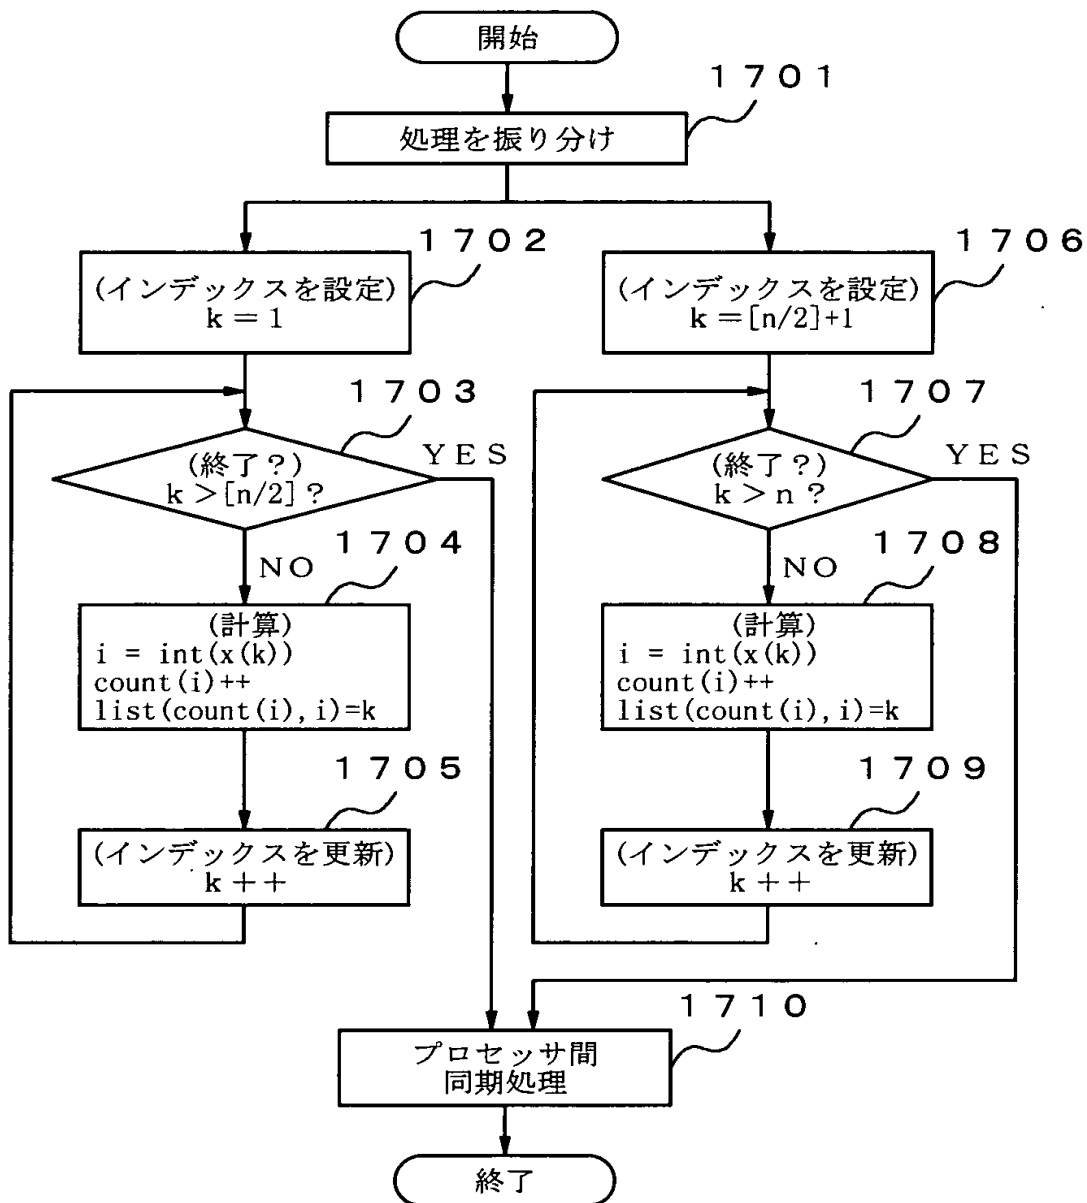 開始
1701
処理を振り分け
1702
(インデックスを設定)
k = 1
1706
(インデックスを設定)
k =[n/2]+1
1703
(終了?)
k >[n/2]?
YES
NO
1707
(終了?)
k > n ?
YES
NO
1704
(計算)
i = int(x(k))
count(i)++
list(count(i),i)=k
1708
(計算)
i = int(x(k))
count(i)++
list(count(i),i)=k
1705
(インデックスを更新)
k ++
1709
(インデックスを更新)
k ++
1710
プロセッサ間
同期処理
終了